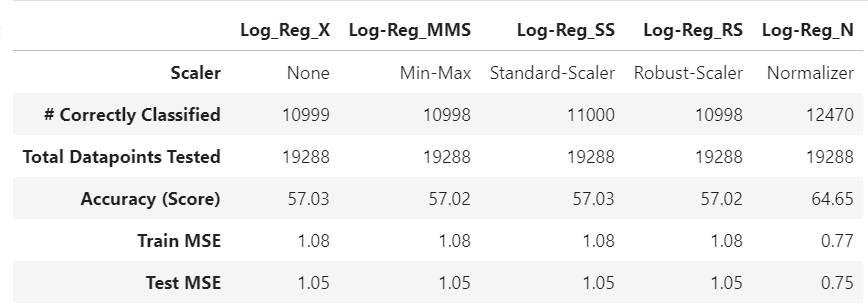 Log_Reg_X Log-Reg_MMS Log-Reg_SS Log-Reg_RS Log-Reg_N
Scaler None Min-Max Standard-Scaler Robust-Scaler Normalizer
# Correctly Classified 10999 10998 11000 10998 12470
Total Datapoints Tested 19288 19288 19288 19288 19288
Accuracy (Score) 57.03 57.02 57.03 57.02 64.65
Train MSE 1.08 1.08 1.08 1.08 0.77
Test MSE 1.05 1.05 1.05 1.05 0.75